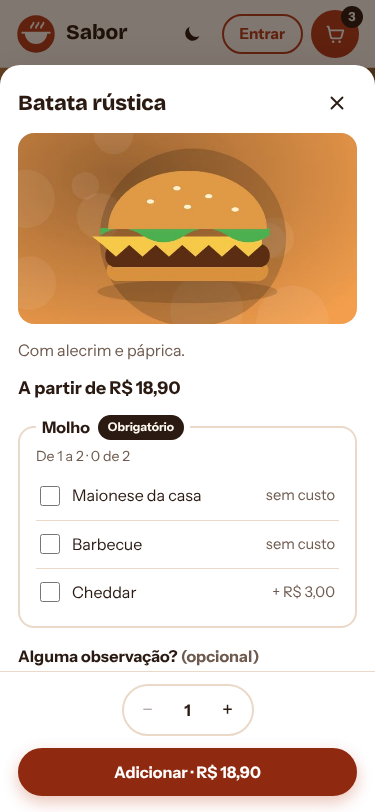 Sabor
Entrar
3
Batata rústica
Com alecrim e páprica.
A partir de R$ 18,90
Molho Obrigatório
De 1 a 2 · 0 de 2
Maionese da casa sem custo
Barbecue sem custo
Cheddar + R$ 3,00
Alguma observação? (opcional)
− 1 +
Adicionar · R$ 18,90